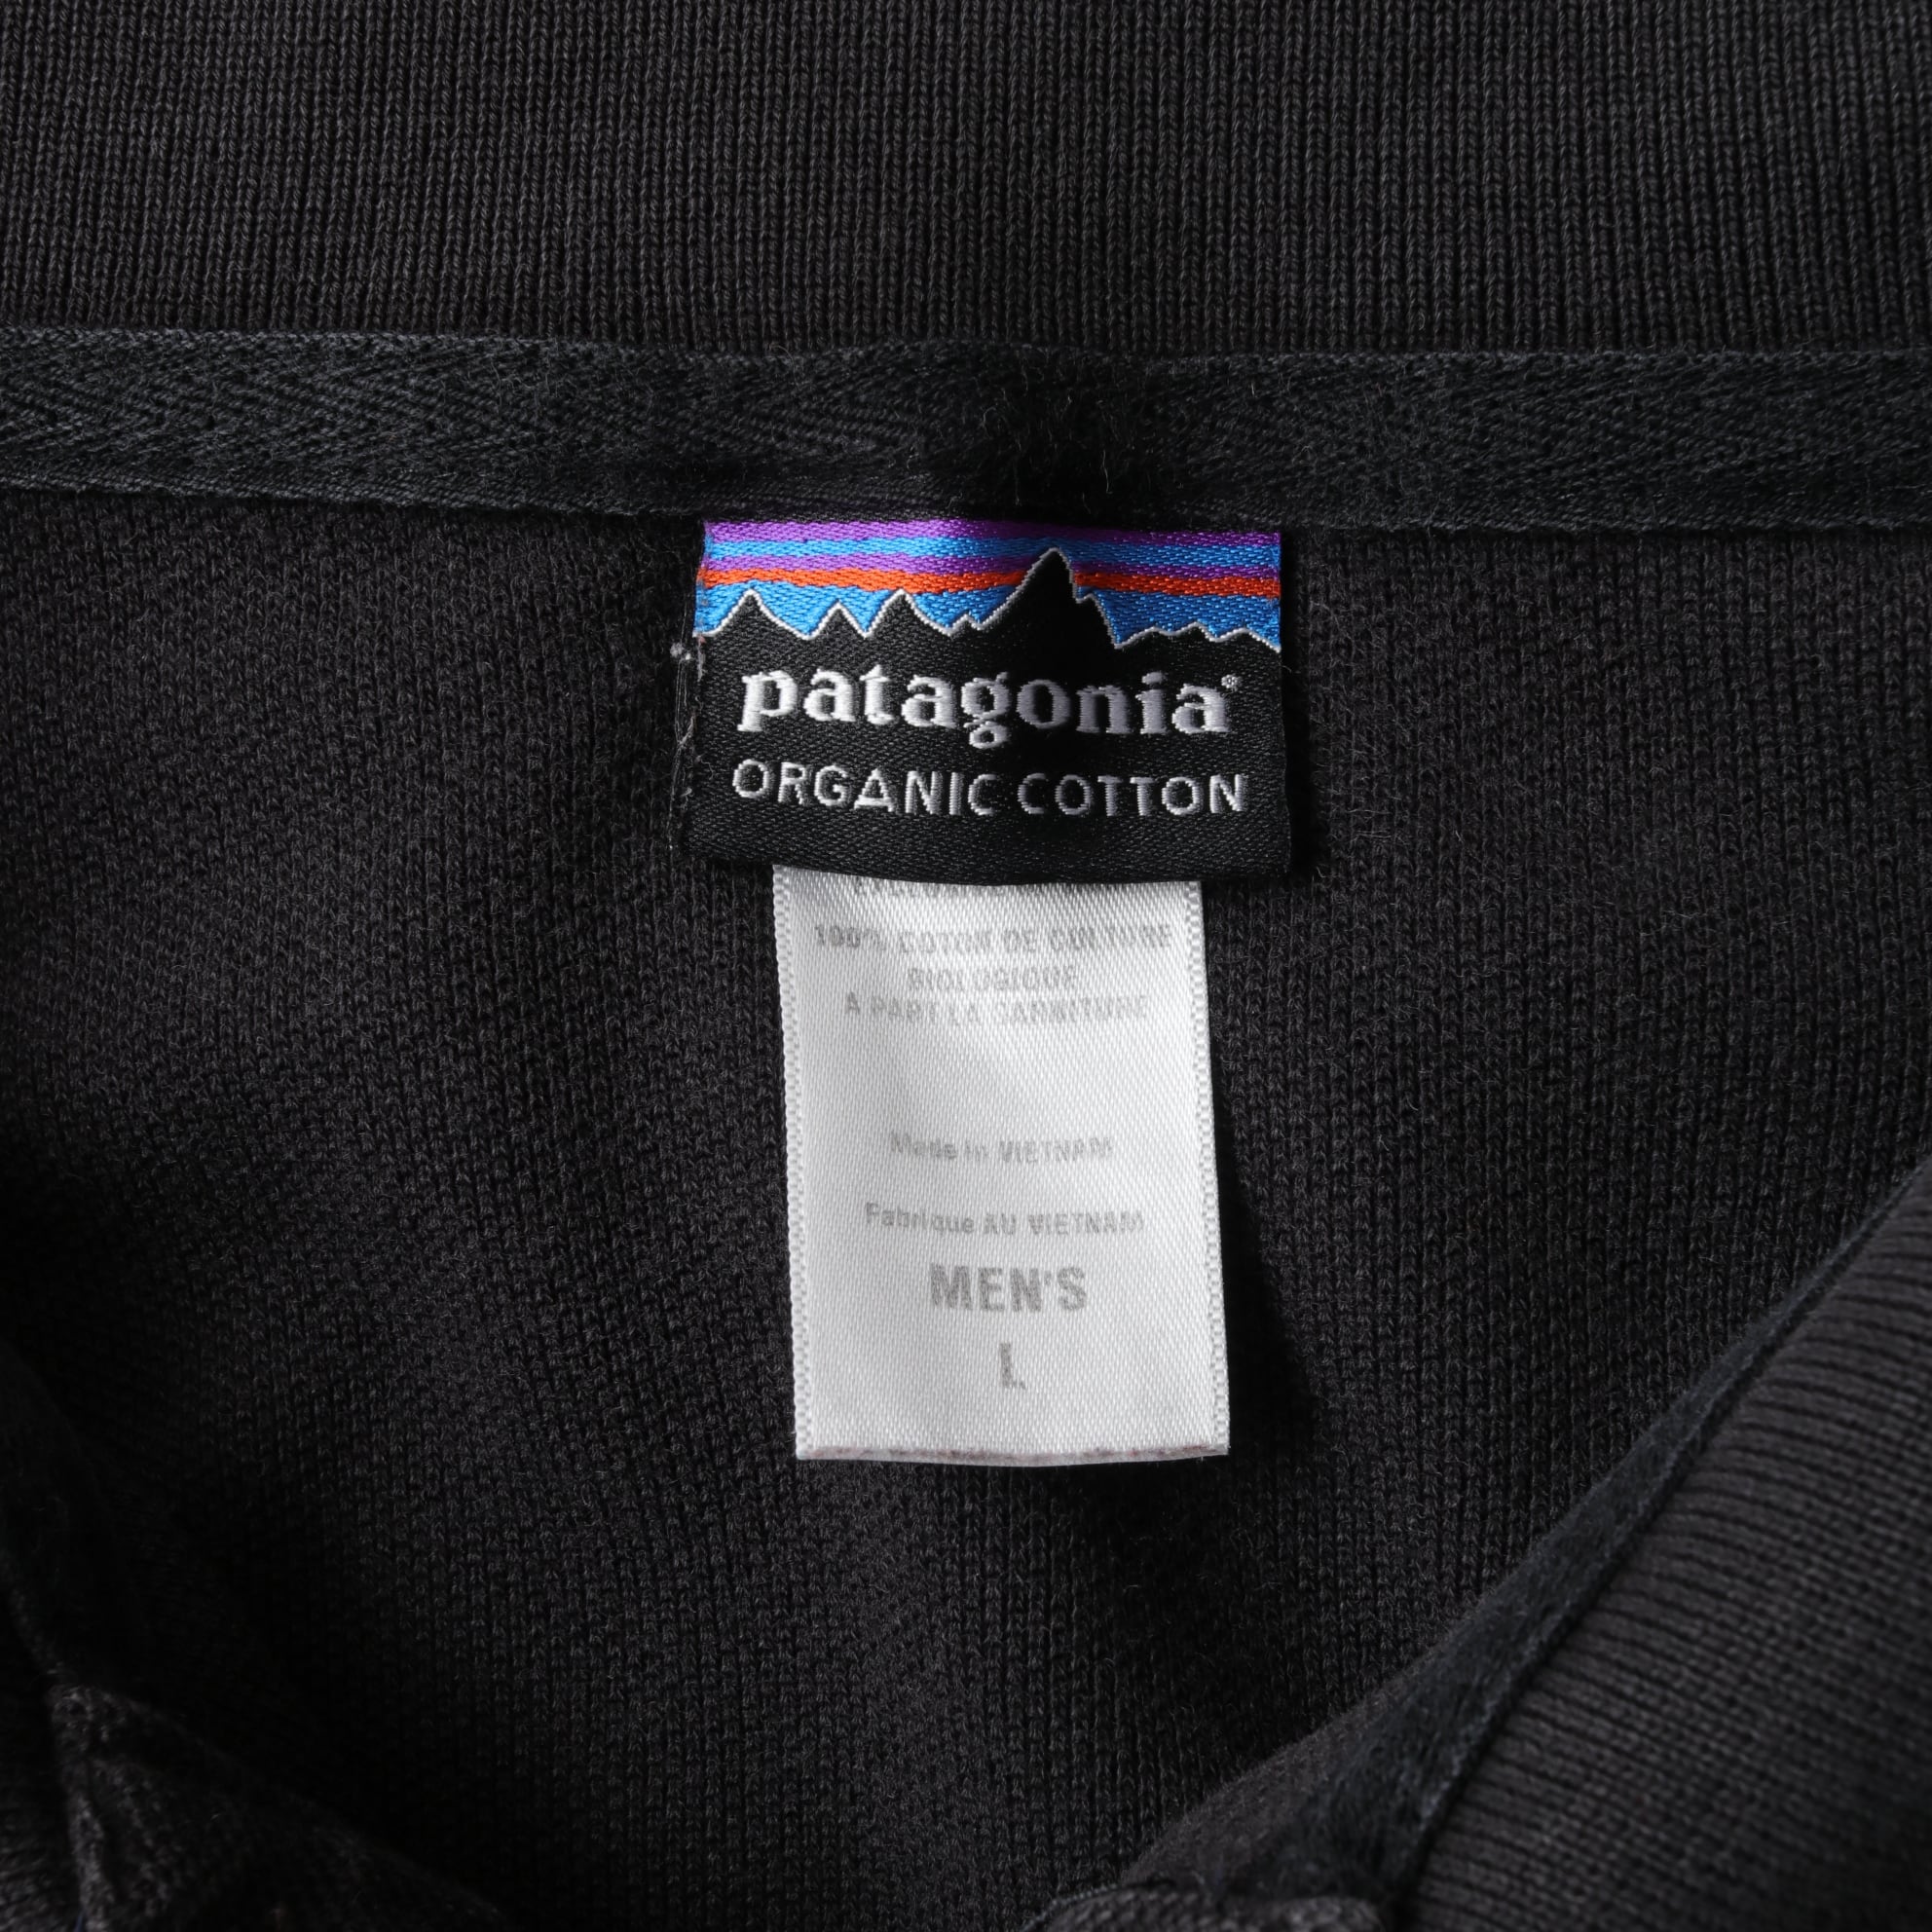 patagonia®
ORGANIC COTTON
100% COTON DE CULTURE
BIOLOGIQUE
A PART LA GARNITURE
Made in VIETNAM
Fabrique AU VIETNAM
MEN'S
L